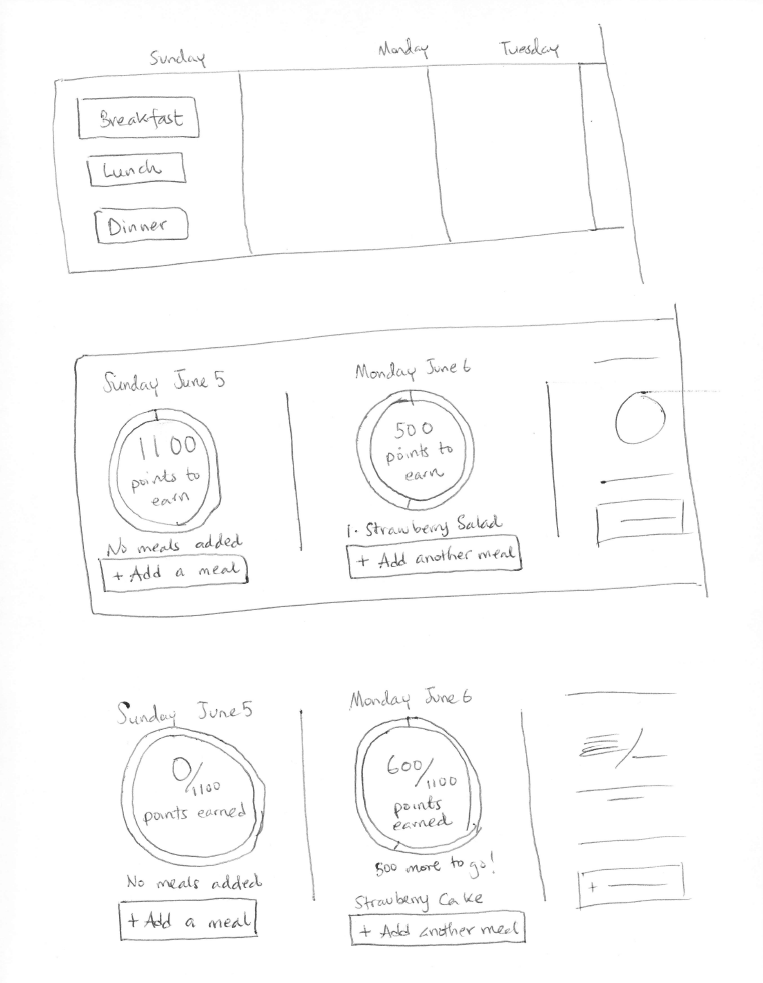 Sunday
Monday
Tuesday
Breakfast
Lunch
Dinner
Sunday June 5
1100
points to
earn
No meals added
+ Add a meal
Monday June 6
500
points to
earn
1. Strawberry Salad
+ Add another meal
Sunday June 5
0/1100
points earned
No meals added
+ Add a meal
Monday June 6
600/1100
points
earned
500 more to go!
Strawberry Cake
+ Add another meal
+